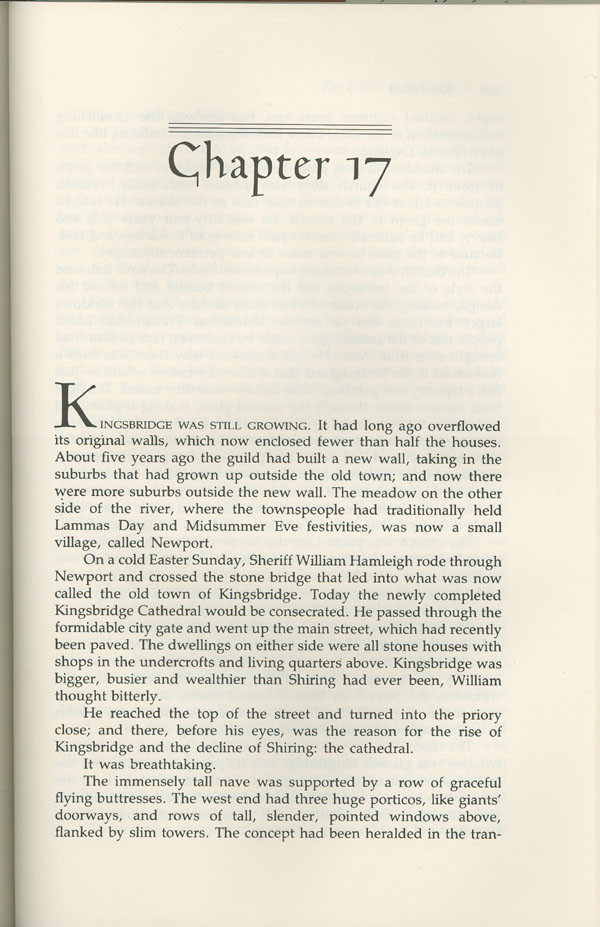 Chapter 17
KINGSBRIDGE WAS STILL GROWING. It had long ago overflowed
its original walls, which now enclosed fewer than half the houses.
About five years ago the guild had built a new wall, taking in the
suburbs that had grown up outside the old town; and now there
were more suburbs outside the new wall. The meadow on the other
side of the river, where the townspeople had traditionally held
Lammas Day and Midsummer Eve festivities, was now a small
village, called Newport.
On a cold Easter Sunday, Sheriff William Hamleigh rode through
Newport and crossed the stone bridge that led into what was now
called the old town of Kingsbridge. Today the newly completed
Kingsbridge Cathedral would be consecrated. He passed through the
formidable city gate and went up the main street, which had recently
been paved. The dwellings on either side were all stone houses with
shops in the undercrofts and living quarters above. Kingsbridge was
bigger, busier and wealthier than Shiring had ever been, William
thought bitterly.
He reached the top of the street and turned into the priory
close; and there, before his eyes, was the reason for the rise of
Kingsbridge and the decline of Shiring: the cathedral.
It was breathtaking.
The immensely tall nave was supported by a row of graceful
flying buttresses. The west end had three huge porticos, like giants'
doorways, and rows of tall, slender, pointed windows above,
flanked by slim towers. The concept had been heralded in the tran-